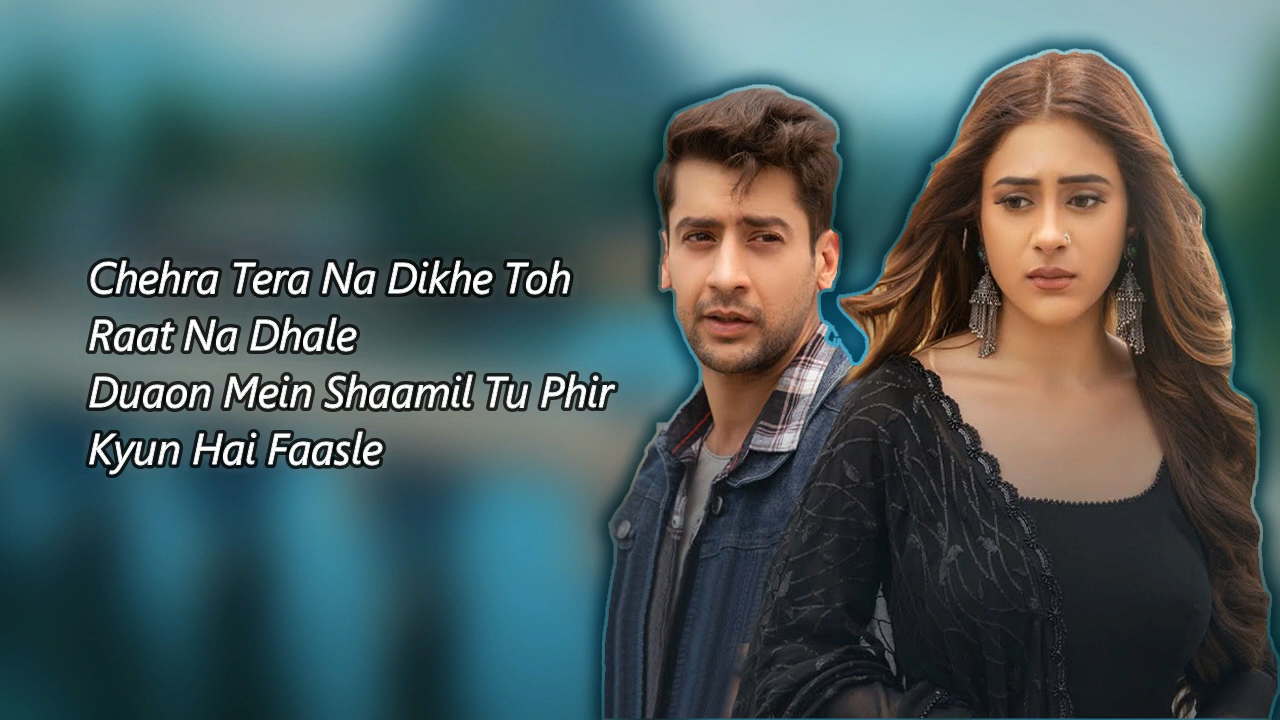 Chehra Tera Na Dikhe Toh
Raat Na Dhale
Duaon Mein Shaamil Tu Phir
Kyun Hai Faasle